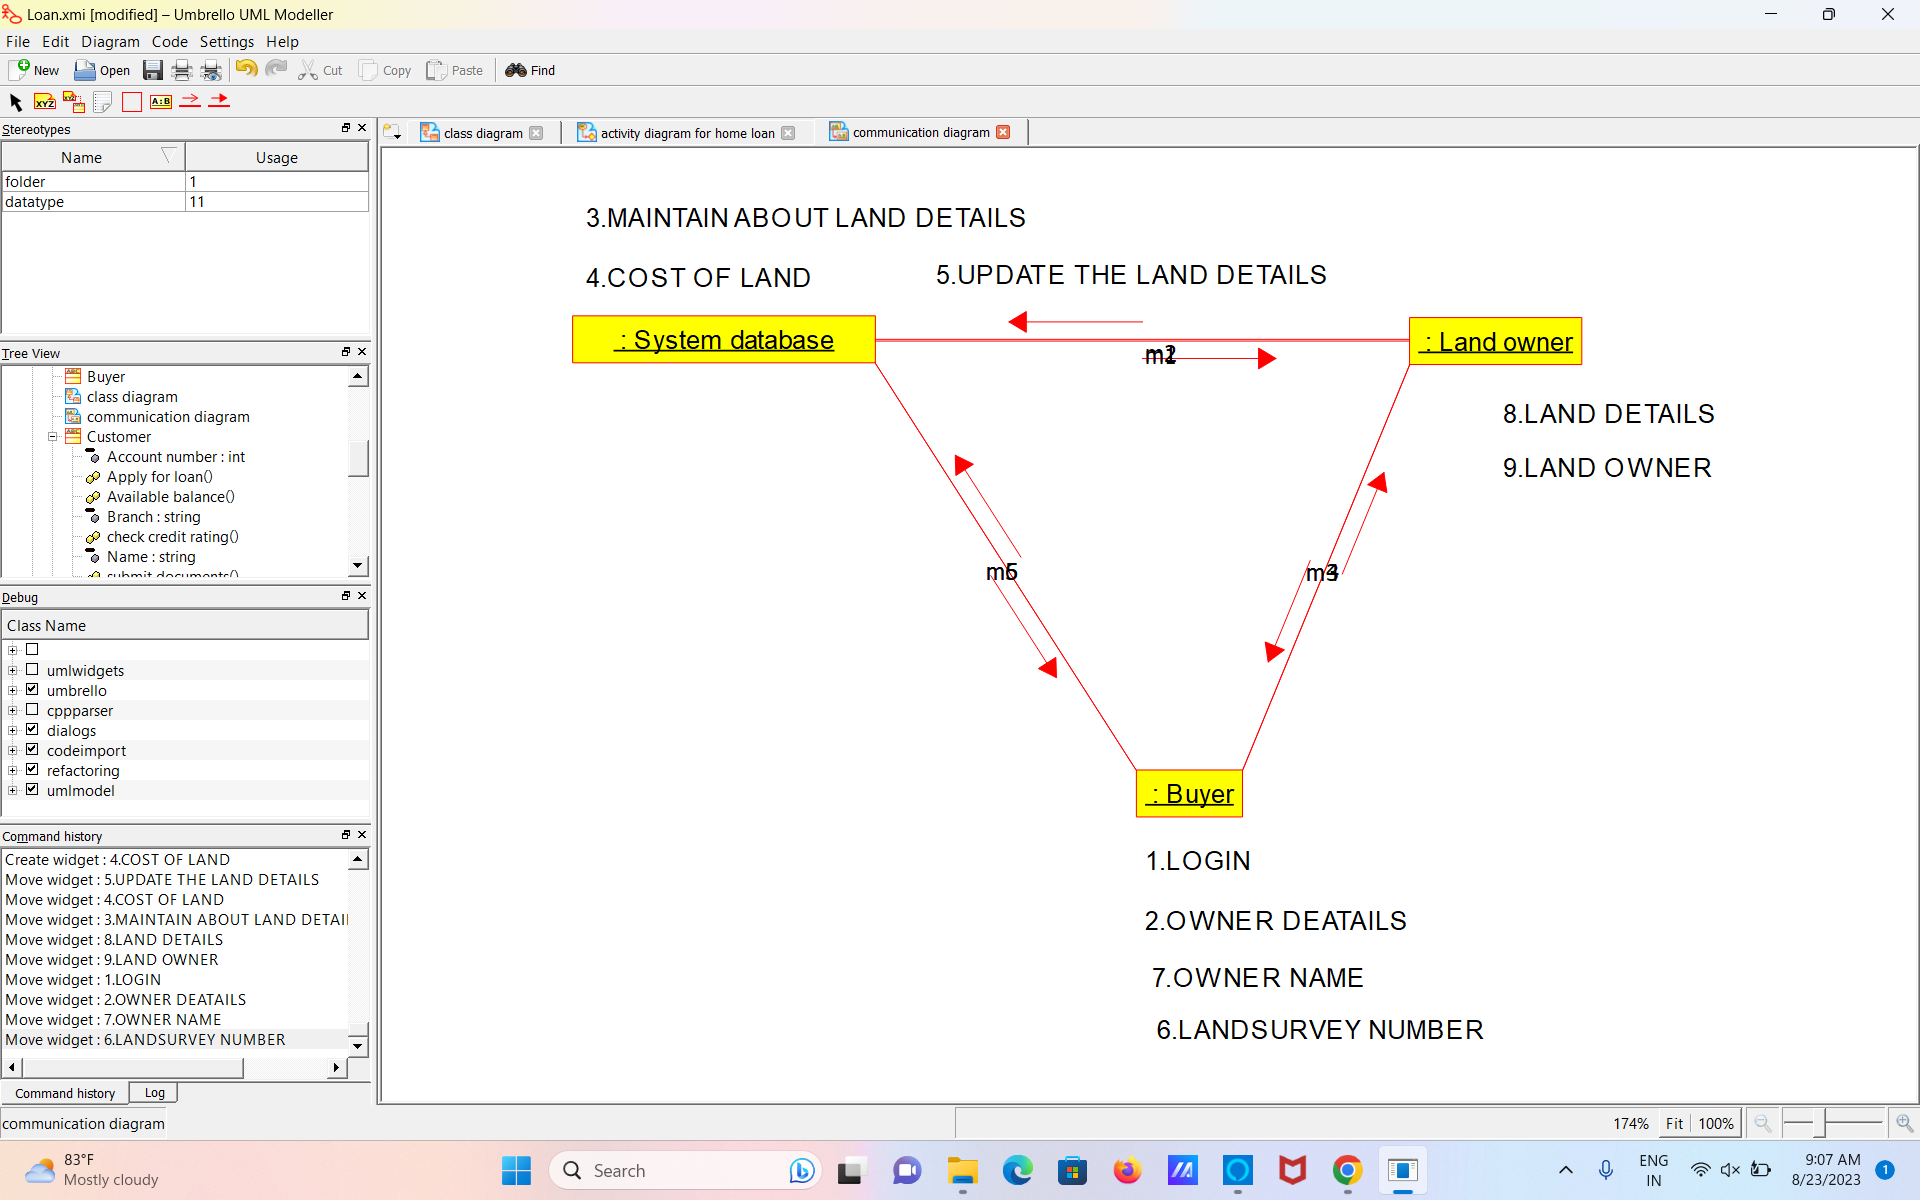 Loan.xmi [modified] – Umbrello UML Modeller
File Edit Diagram Code Settings Help
New Open Cut Copy Paste Find
XYZ A:B
Stereotypes
Name Usage
folder 1
datatype 11
Tree View
Buyer
class diagram
communication diagram
Customer
Account number : int
Apply for loan()
Available balance()
Branch : string
check credit rating()
Name : string
submit documents()
Debug
Class Name
umlwidgets
umbrello
cppparser
dialogs
codeimport
refactoring
umlmodel
Command history
Create widget : 4.COST OF LAND
Move widget : 5.UPDATE THE LAND DETAILS
Move widget : 4.COST OF LAND
Move widget : 3.MAINTAIN ABOUT LAND DETAI
Move widget : 8.LAND DETAILS
Move widget : 9.LAND OWNER
Move widget : 1.LOGIN
Move widget : 2.OWNER DEATAILS
Move widget : 7.OWNER NAME
Move widget : 6.LANDSURVEY NUMBER
Command history Log
communication diagram
class diagram activity diagram for home loan communication diagram
3.MAINTAIN ABOUT LAND DETAILS
4.COST OF LAND
5.UPDATE THE LAND DETAILS
: System database
: Land owner
8.LAND DETAILS
9.LAND OWNER
: Buyer
1.LOGIN
2.OWNER DEATAILS
7.OWNER NAME
6.LANDSURVEY NUMBER
174% Fit 100%
83°F
Mostly cloudy
Search
ENG
IN
9:07 AM
8/23/2023
1